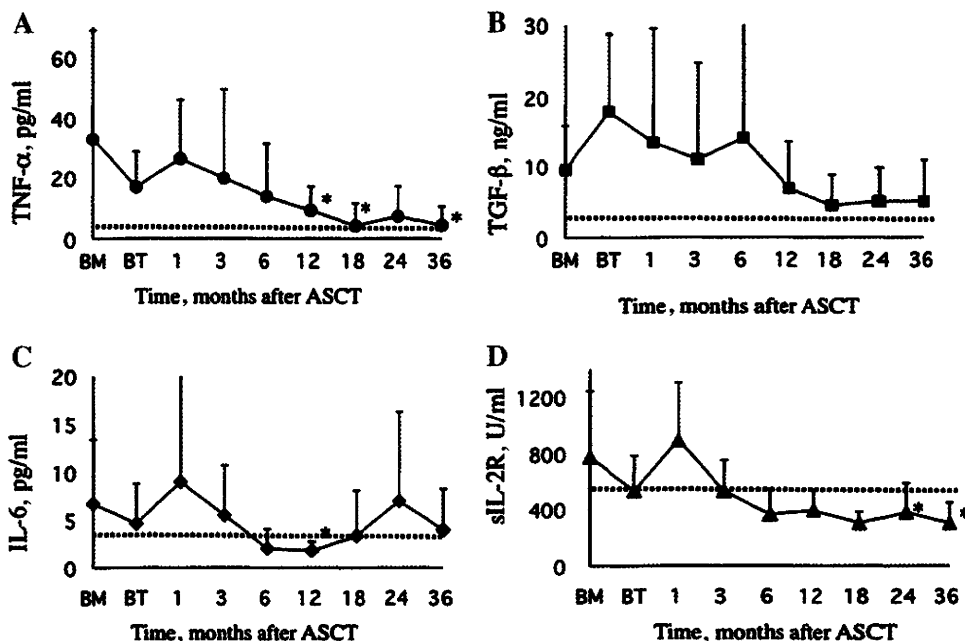 A
TNF-α, pg/ml
60
40
20
0
BM BT 1 3 6 12 18 24 36
* * *
Time, months after ASCT
B
TGF-β, ng/ml
30
20
10
0
BM BT 1 3 6 12 18 24 36
Time, months after ASCT
C
IL-6, pg/ml
20
15
10
5
0
BM BT 1 3 6 12 18 24 36
*
Time, months after ASCT
D
sIL-2R, U/ml
1200
800
400
0
BM BT 1 3 6 12 18 24 36
* *
Time, months after ASCT